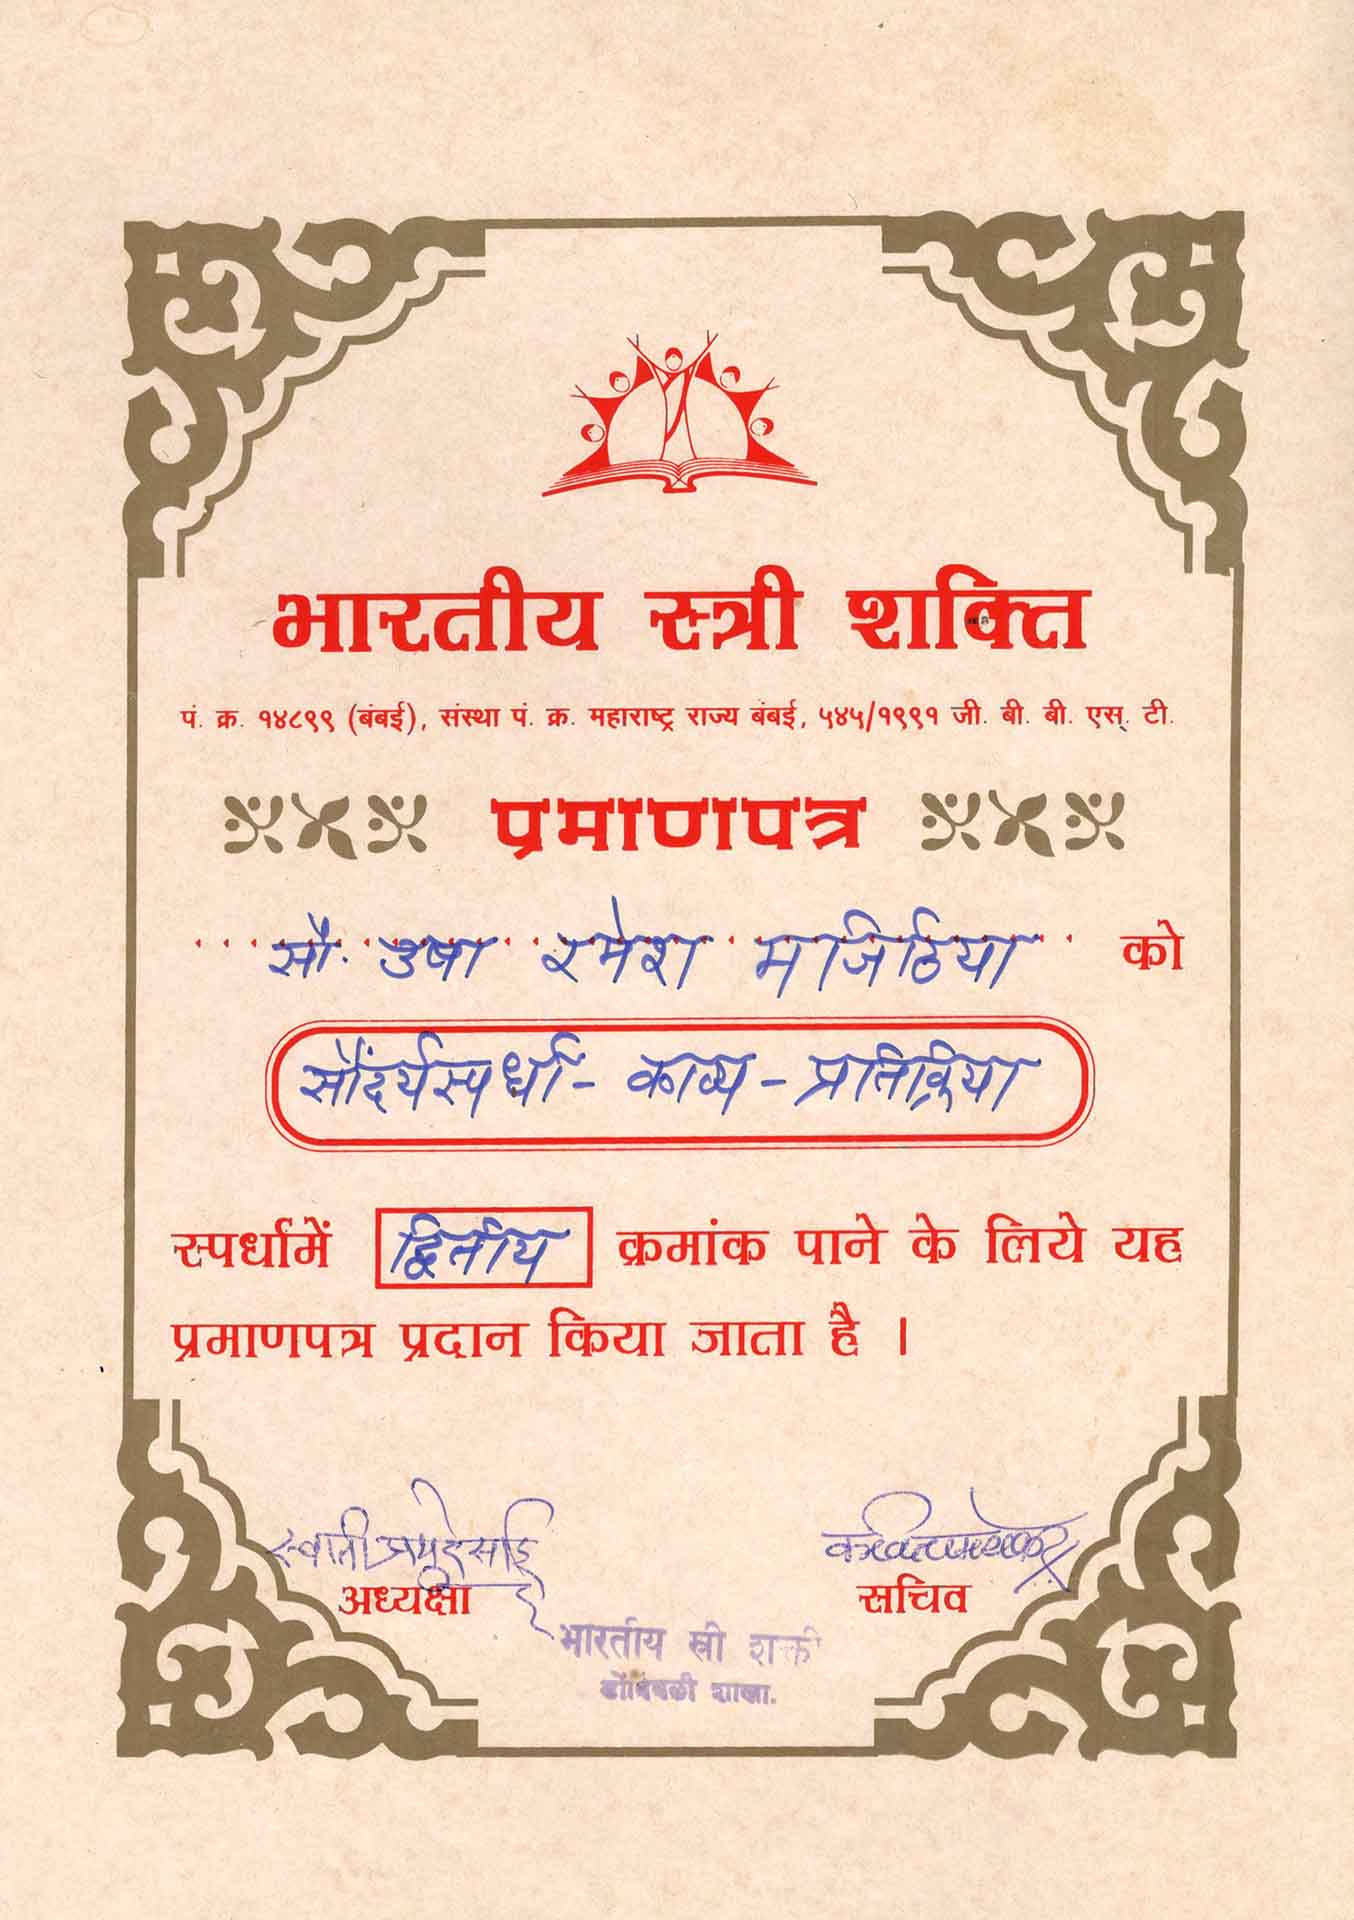 भारतीय स्त्री शक्ति
पं. क्र. १४८९९ (बंबई), संस्था पं. क्र. महाराष्ट्र राज्य बंबई, ५४५/१९९१ जी. बी. बी. एस्. टी.
प्रमाणपत्र
सौ. उषा रमेश मजिठिया को
सौंदर्यस्पर्धा - काव्य - प्रतिक्रिया
स्पर्धामें द्वितीय क्रमांक पाने के लिये यह
प्रमाणपत्र प्रदान किया जाता है ।
स्वाती
अध्यक्षा सचिव
भारतीय स्त्री शक्ती
डोंबिवली शाखा.